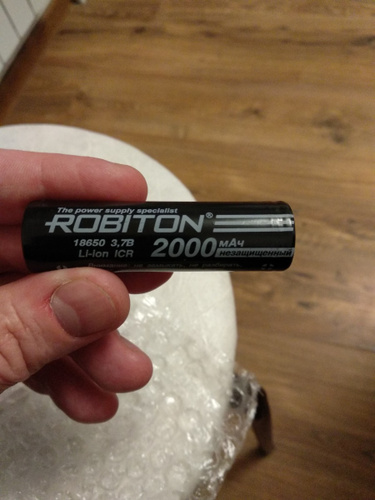 The power supply specialist
ROBITON®
18650 3,7В
Li-Ion ICR
2000 мАч
незащищенный